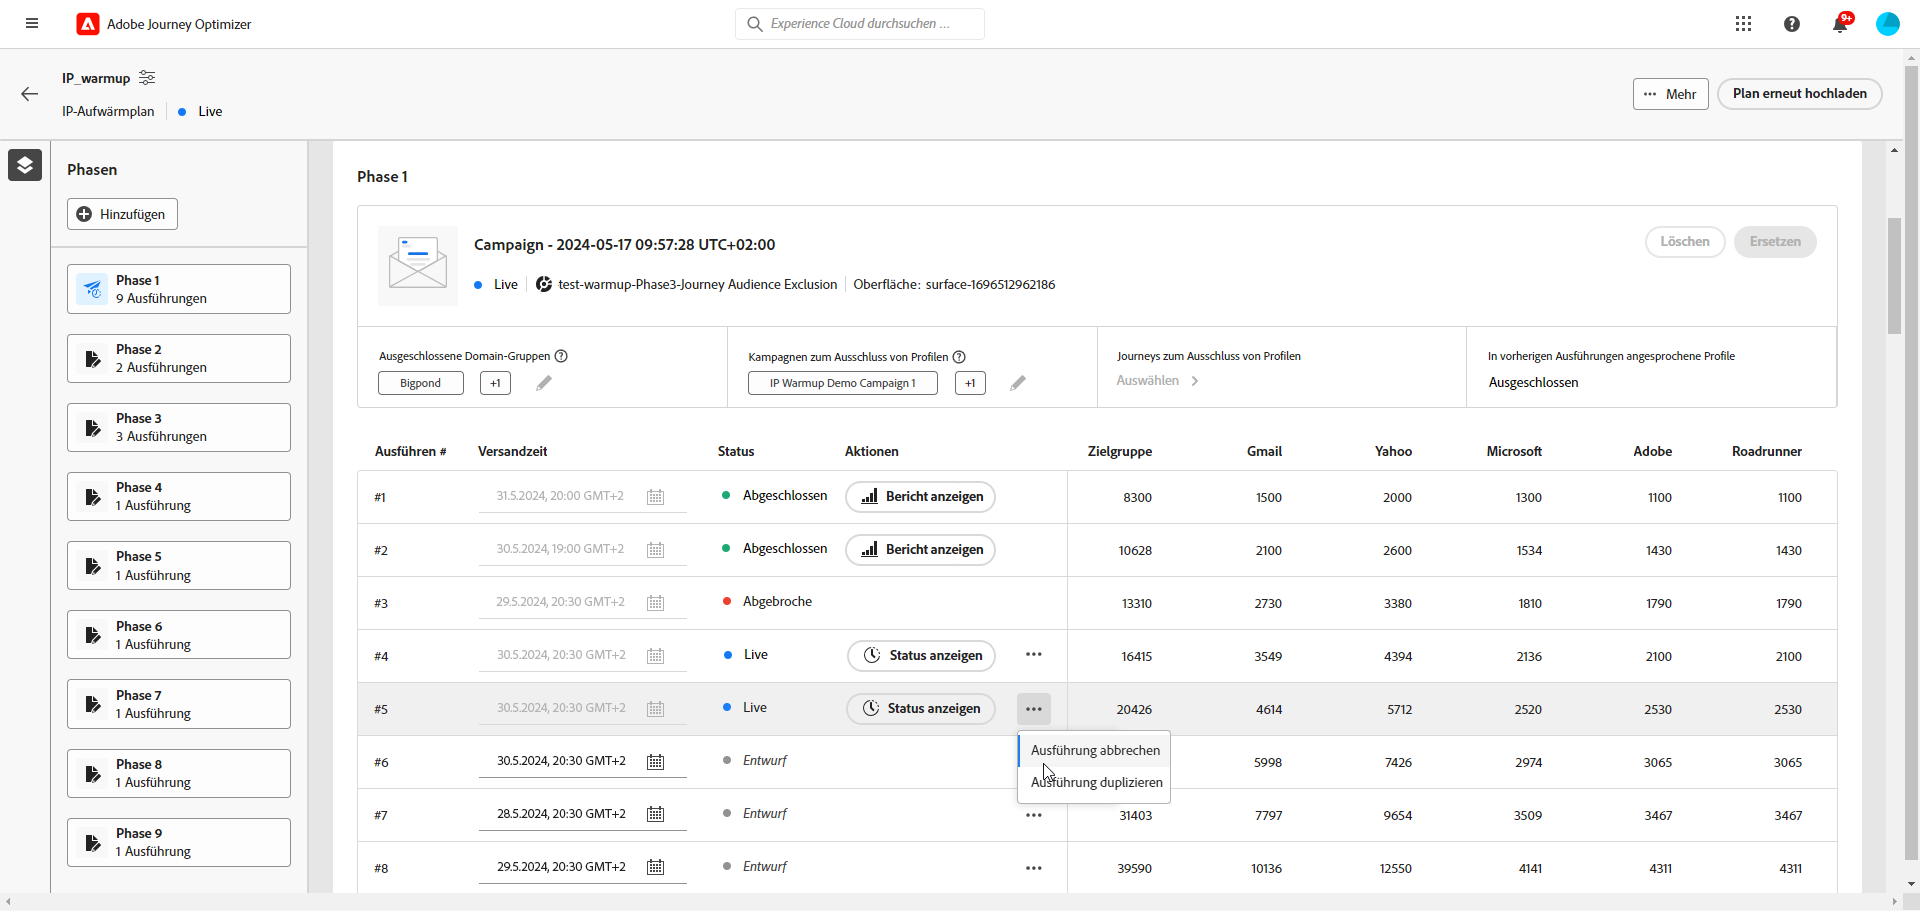 Adobe Journey Optimizer
Experience Cloud durchsuchen ...
9+
IP_warmup
IP-Aufwärmplan
Live
Mehr
Plan erneut hochladen
Phasen
Hinzufügen
Phase 1
9 Ausführungen
Phase 2
2 Ausführungen
Phase 3
3 Ausführungen
Phase 4
1 Ausführung
Phase 5
1 Ausführung
Phase 6
1 Ausführung
Phase 7
1 Ausführung
Phase 8
1 Ausführung
Phase 9
1 Ausführung
Phase 1
Campaign - 2024-05-17 09:57:28 UTC+02:00
Löschen Ersetzen
Live test-warmup-Phase3-Journey Audience Exclusion Oberfläche: surface-1696512962186
Ausgeschlossene Domain-Gruppen
Bigpond +1
Kampagnen zum Ausschluss von Profilen
IP Warmup Demo Campaign 1 +1
Journeys zum Ausschluss von Profilen
Auswählen
In vorherigen Ausführungen angesprochene Profile
Ausgeschlossen
Ausführen # Versandzeit Status Aktionen Zielgruppe Gmail Yahoo Microsoft Adobe Roadrunner
#1 31.5.2024, 20:00 GMT+2 Abgeschlossen Bericht anzeigen 8300 1500 2000 1300 1100 1100
#2 30.5.2024, 19:00 GMT+2 Abgeschlossen Bericht anzeigen 10628 2100 2600 1534 1430 1430
#3 29.5.2024, 20:30 GMT+2 Abgebroche 13310 2730 3380 1810 1790 1790
#4 30.5.2024, 20:30 GMT+2 Live Status anzeigen 16415 3549 4394 2136 2100 2100
#5 30.5.2024, 20:30 GMT+2 Live Status anzeigen 20426 4614 5712 2520 2530 2530
#6 30.5.2024, 20:30 GMT+2 Entwurf 5998 7426 2974 3065 3065
Ausführung abbrechen
Ausführung duplizieren
#7 28.5.2024, 20:30 GMT+2 Entwurf 31403 7797 9654 3509 3467 3467
#8 29.5.2024, 20:30 GMT+2 Entwurf 39590 10136 12550 4141 4311 4311